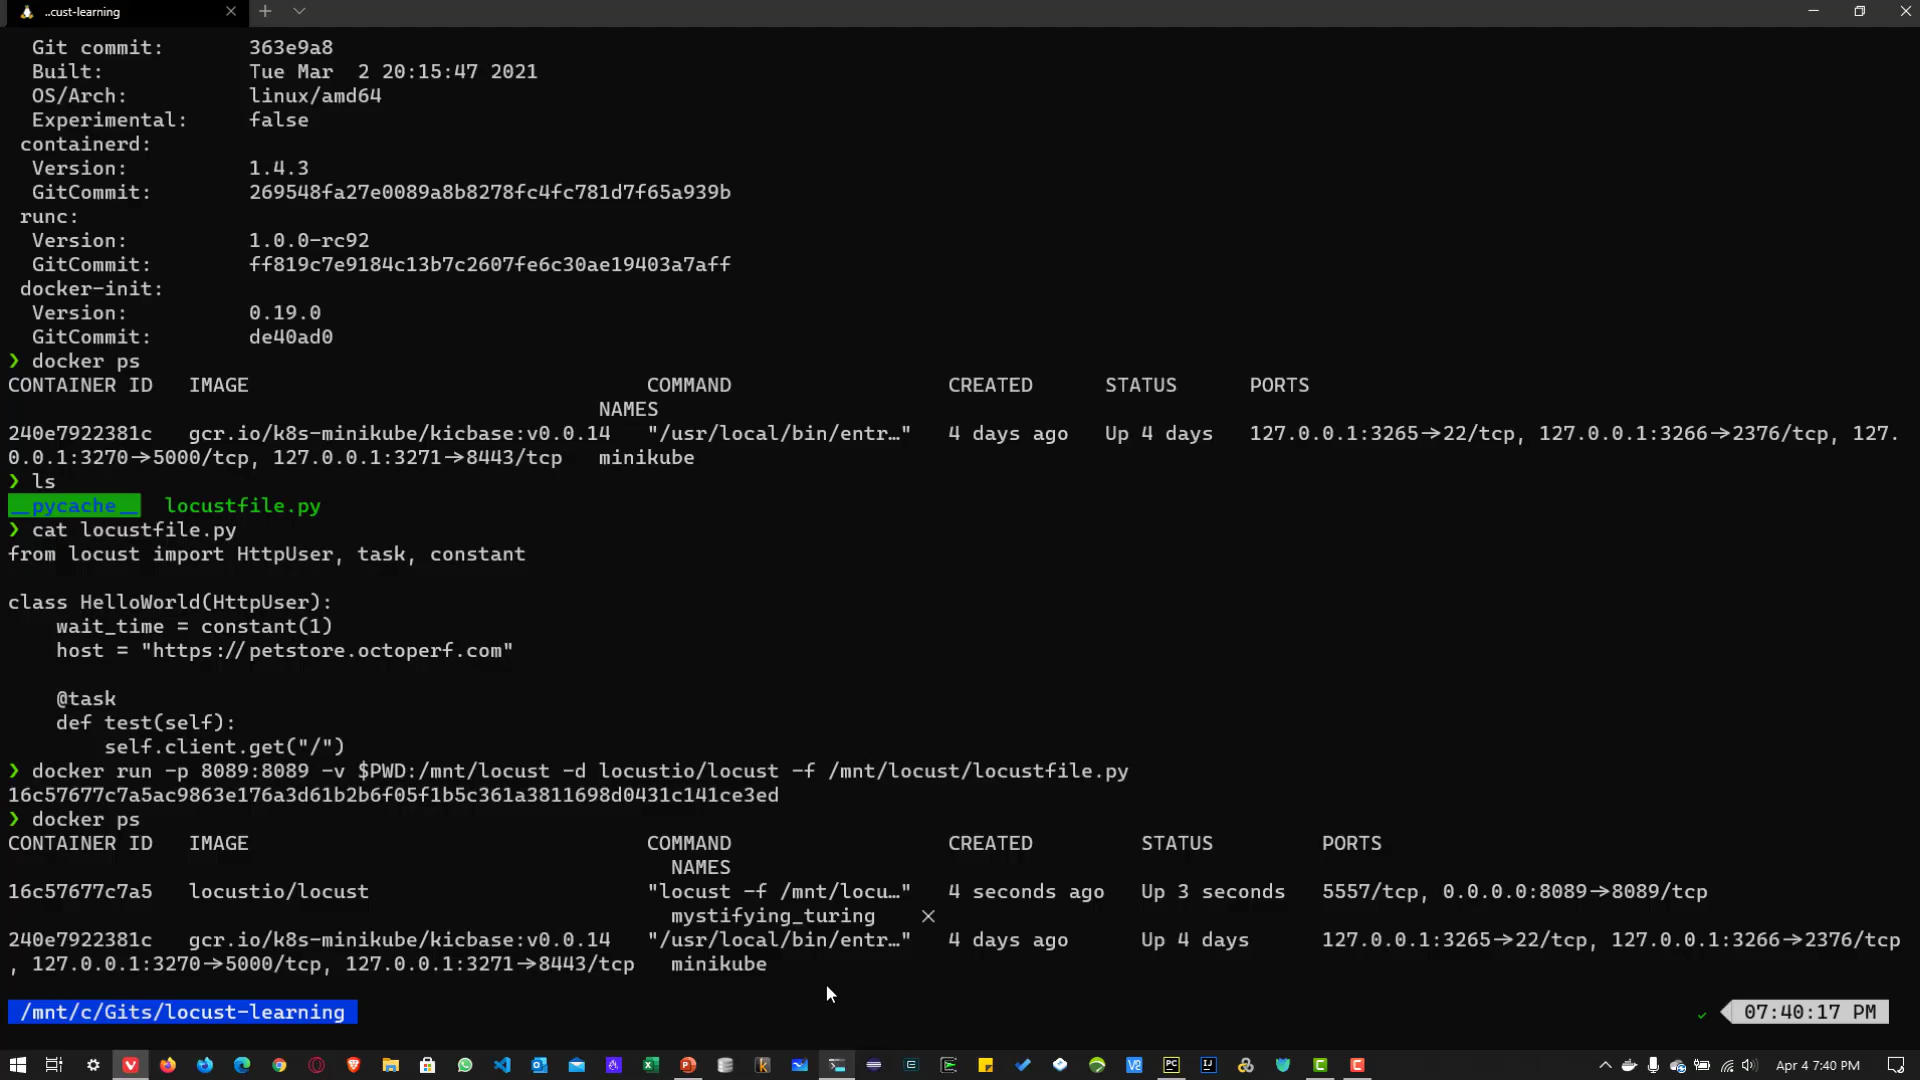 ..cust-learning
Git commit: 363e9a8
Built: Tue Mar  2 20:15:47 2021
OS/Arch: linux/amd64
Experimental: false
containerd:
Version: 1.4.3
GitCommit: 269548fa27e0089a8b8278fc4fc781d7f65a939b
runc:
Version: 1.0.0-rc92
GitCommit: ff819c7e9184c13b7c2607fe6c30ae19403a7aff
docker-init:
Version: 0.19.0
GitCommit: de40ad0
❯ docker ps
CONTAINER ID IMAGE COMMAND CREATED STATUS PORTS
NAMES
240e7922381c gcr.io/k8s-minikube/kicbase:v0.0.14 "/usr/local/bin/entr…" 4 days ago Up 4 days 127.0.0.1:3265->22/tcp, 127.0.0.1:3266->2376/tcp, 127.
0.0.1:3270->5000/tcp, 127.0.0.1:3271->8443/tcp minikube
❯ ls
__pycache__ locustfile.py
❯ cat locustfile.py
from locust import HttpUser, task, constant
class HelloWorld(HttpUser):
wait_time = constant(1)
host = "https://petstore.octoperf.com"
@task
def test(self):
self.client.get("/")
❯ docker run -p 8089:8089 -v $PWD:/mnt/locust -d locustio/locust -f /mnt/locust/locustfile.py
16c57677c7a5ac9863e176a3d61b2b6f05f1b5c361a3811698d0431c141ce3ed
❯ docker ps
CONTAINER ID IMAGE COMMAND CREATED STATUS PORTS
NAMES
16c57677c7a5 locustio/locust "locust -f /mnt/locu…" 4 seconds ago Up 3 seconds 5557/tcp, 0.0.0.0:8089->8089/tcp
mystifying_turing
240e7922381c gcr.io/k8s-minikube/kicbase:v0.0.14 "/usr/local/bin/entr…" 4 days ago Up 4 days 127.0.0.1:3265->22/tcp, 127.0.0.1:3266->2376/tcp
, 127.0.0.1:3270->5000/tcp, 127.0.0.1:3271->8443/tcp minikube
/mnt/c/Gits/locust-learning 07:40:17 PM
Apr 4 7:40 PM